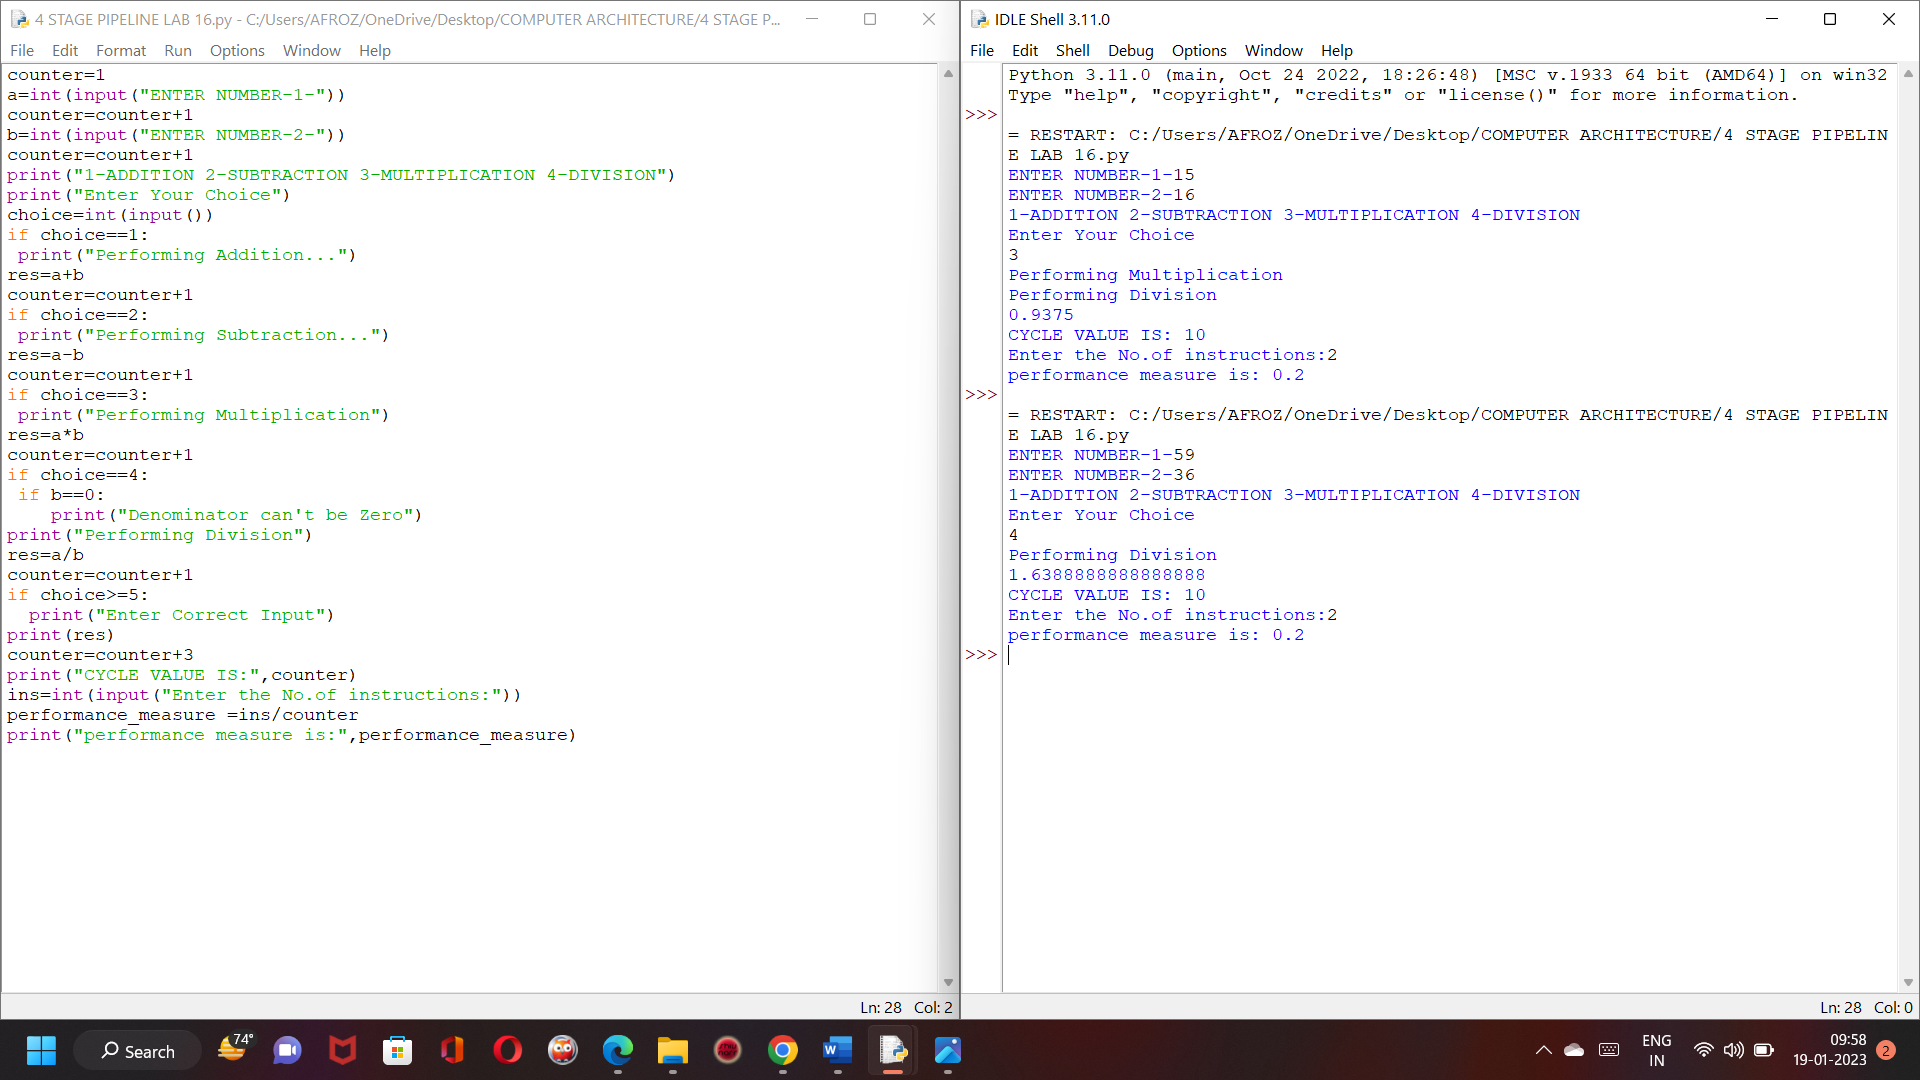 4 STAGE PIPELINE LAB 16.py - C:/Users/AFROZ/OneDrive/Desktop/COMPUTER ARCHITECTURE/4 STAGE P...
File Edit Format Run Options Window Help
counter=1
a=int(input("ENTER NUMBER-1-"))
counter=counter+1
b=int(input("ENTER NUMBER-2-"))
counter=counter+1
print("1-ADDITION 2-SUBTRACTION 3-MULTIPLICATION 4-DIVISION")
print("Enter Your Choice")
choice=int(input())
if choice==1:
 print("Performing Addition...")
res=a+b
counter=counter+1
if choice==2:
 print("Performing Subtraction...")
res=a-b
counter=counter+1
if choice==3:
 print("Performing Multiplication")
res=a*b
counter=counter+1
if choice==4:
 if b==0:
    print("Denominator can't be Zero")
print("Performing Division")
res=a/b
counter=counter+1
if choice>=5:
  print("Enter Correct Input")
print(res)
counter=counter+3
print("CYCLE VALUE IS:",counter)
ins=int(input("Enter the No.of instructions:"))
performance_measure =ins/counter
print("performance measure is:",performance_measure)
Ln: 28 Col: 2
IDLE Shell 3.11.0
File Edit Shell Debug Options Window Help
Python 3.11.0 (main, Oct 24 2022, 18:26:48) [MSC v.1933 64 bit (AMD64)] on win32
Type "help", "copyright", "credits" or "license()" for more information.
>>>
= RESTART: C:/Users/AFROZ/OneDrive/Desktop/COMPUTER ARCHITECTURE/4 STAGE PIPELIN
E LAB 16.py
ENTER NUMBER-1-15
ENTER NUMBER-2-16
1-ADDITION 2-SUBTRACTION 3-MULTIPLICATION 4-DIVISION
Enter Your Choice
3
Performing Multiplication
Performing Division
0.9375
CYCLE VALUE IS: 10
Enter the No.of instructions:2
performance measure is: 0.2
>>>
= RESTART: C:/Users/AFROZ/OneDrive/Desktop/COMPUTER ARCHITECTURE/4 STAGE PIPELIN
E LAB 16.py
ENTER NUMBER-1-59
ENTER NUMBER-2-36
1-ADDITION 2-SUBTRACTION 3-MULTIPLICATION 4-DIVISION
Enter Your Choice
4
Performing Division
1.6388888888888888
CYCLE VALUE IS: 10
Enter the No.of instructions:2
performance measure is: 0.2
>>>
Ln: 28 Col: 0
Search
74°
ENG
IN
09:58
19-01-2023
2